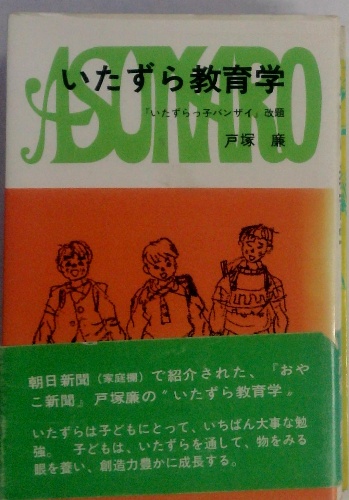 ASUNARO
いたずら教育学
「いたずらっ子バンザイ」改題
戸塚 廉
朝日新聞(家庭欄)で紹介された、『おや
こ新聞』戸塚廉の〝いたずら教育学〟
いたずらは子どもにとって、いちばん大事な勉
強。 子どもは、いたずらを通して、物をみる
眼を養い、創造力豊かに成長する。